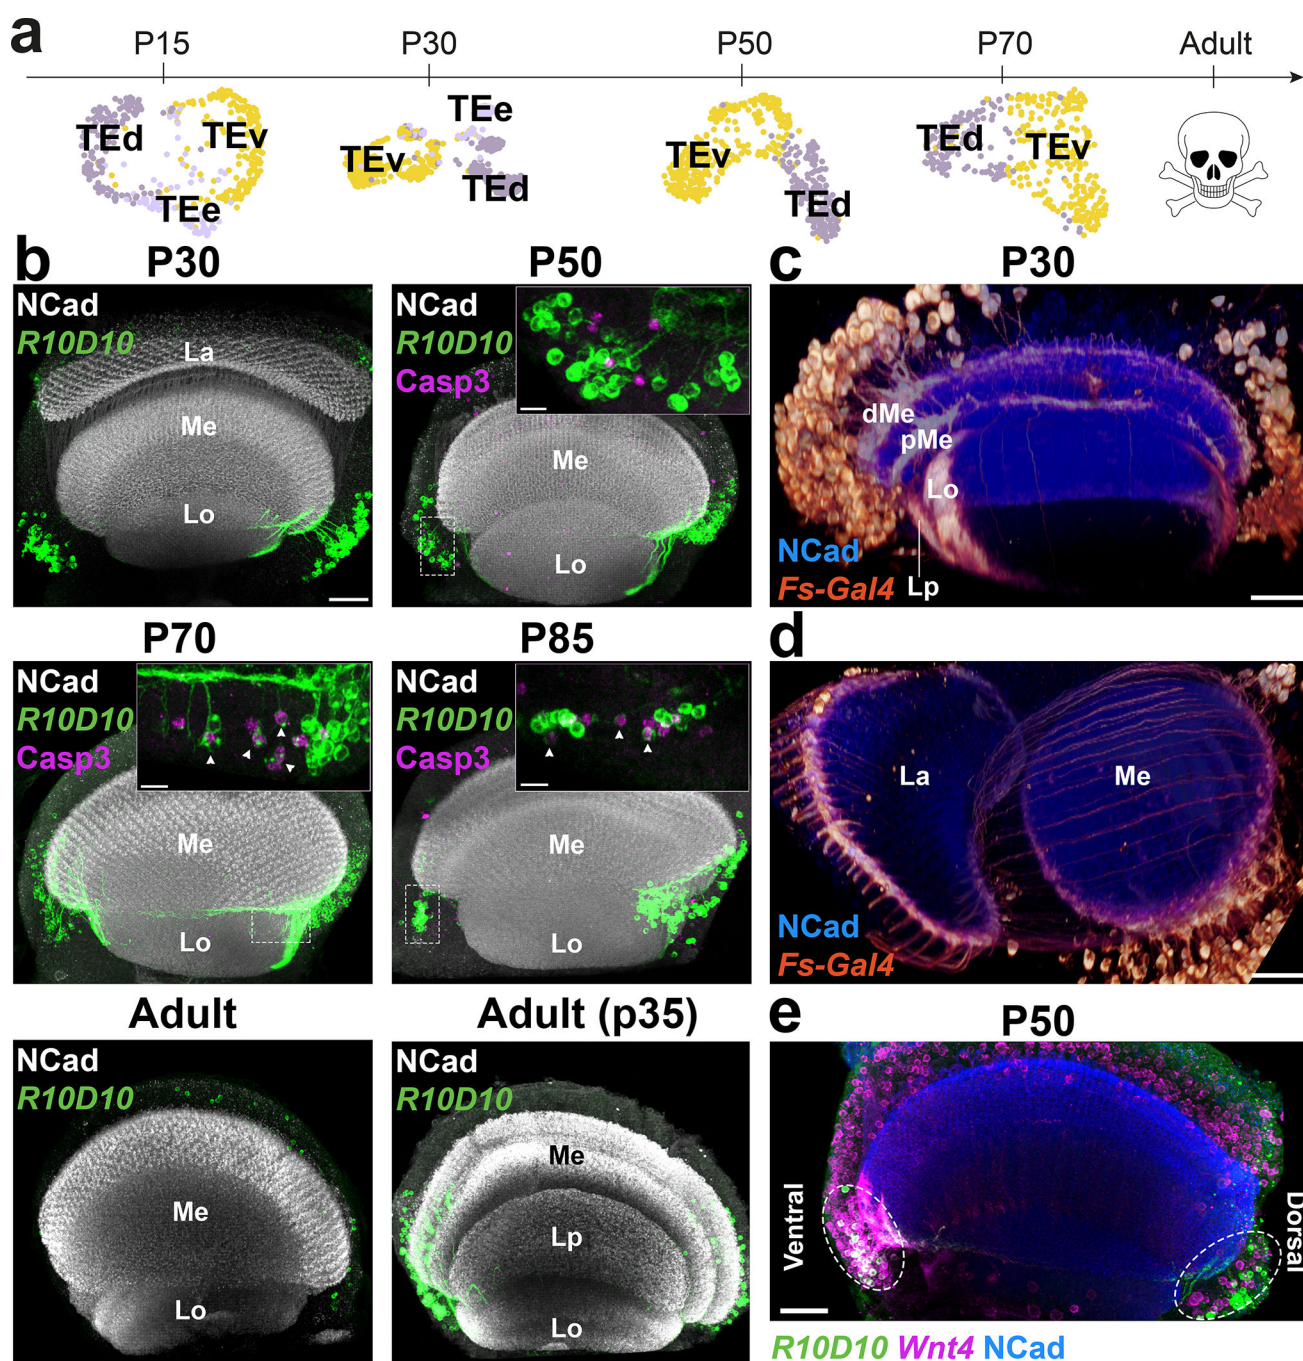 a
P15 P30 P50 P70 Adult
TEd TEv TEe
TEv TEe TEd
TEv TEd
TEd TEv
b
P30
NCad
R10D10
La
Me
Lo
P50
NCad
R10D10
Casp3
Me
Lo
c
P30
dMe
pMe
Lo
NCad
Fs-Gal4
Lp
P70
NCad
R10D10
Casp3
Me
Lo
P85
NCad
R10D10
Casp3
Me
Lo
d
La
Me
NCad
Fs-Gal4
Adult
NCad
R10D10
Me
Lo
Adult (p35)
NCad
R10D10
Me
Lp
Lo
e
P50
Ventral
Dorsal
R10D10 Wnt4 NCad